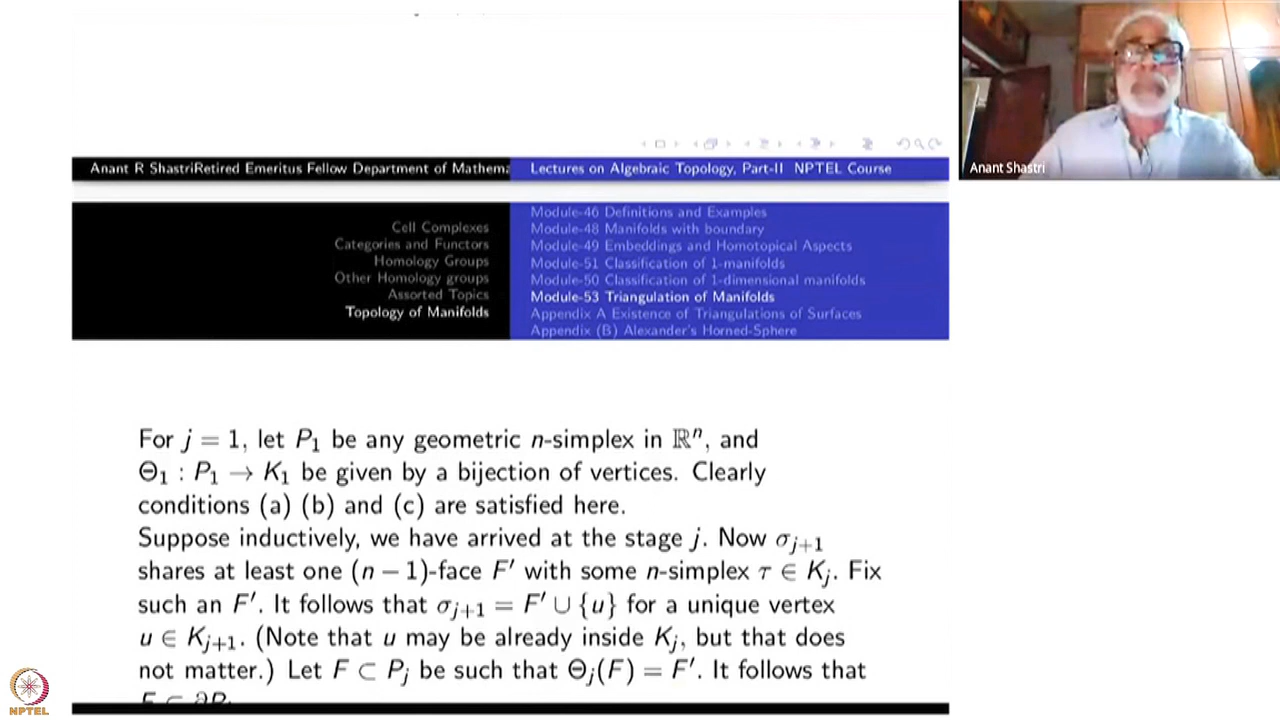 Anant R ShastriRetired Emeritus Fellow Department of Mathema
Lectures on Algebraic Topology, Part-II NPTEL Course
Cell Complexes
Categories and Functors
Homology Groups
Other Homology groups
Assorted Topics
Topology of Manifolds
Module-46 Definitions and Examples
Module-48 Manifolds with boundary
Module-49 Embeddings and Homotopical Aspects
Module-51 Classification of 1-manifolds
Module-50 Classification of 1-dimensional manifolds
Module-53 Triangulation of Manifolds
Appendix A Existence of Triangulations of Surfaces
Appendix (B) Alexander's Horned-Sphere
For j = 1, let P₁ be any geometric n-simplex in ℝⁿ, and
Θ₁ : P₁ → K₁ be given by a bijection of vertices. Clearly
conditions (a) (b) and (c) are satisfied here.
Suppose inductively, we have arrived at the stage j. Now σⱼ₊₁
shares at least one (n − 1)-face F′ with some n-simplex τ ∈ Kⱼ. Fix
such an F′. It follows that σⱼ₊₁ = F′ ∪ {u} for a unique vertex
u ∈ Kⱼ₊₁. (Note that u may be already inside Kⱼ, but that does
not matter.) Let F ⊂ Pⱼ be such that Θⱼ(F) = F′. It follows that
Anant Shastri
NPTEL